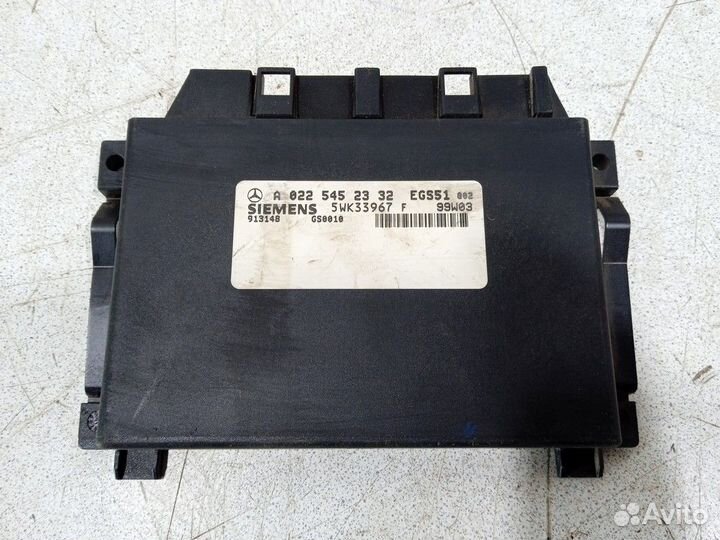 A 022 545 23 32 EGS51 002
SIEMENS 5WK33967 F 99W03
913148 GS0010
Avito